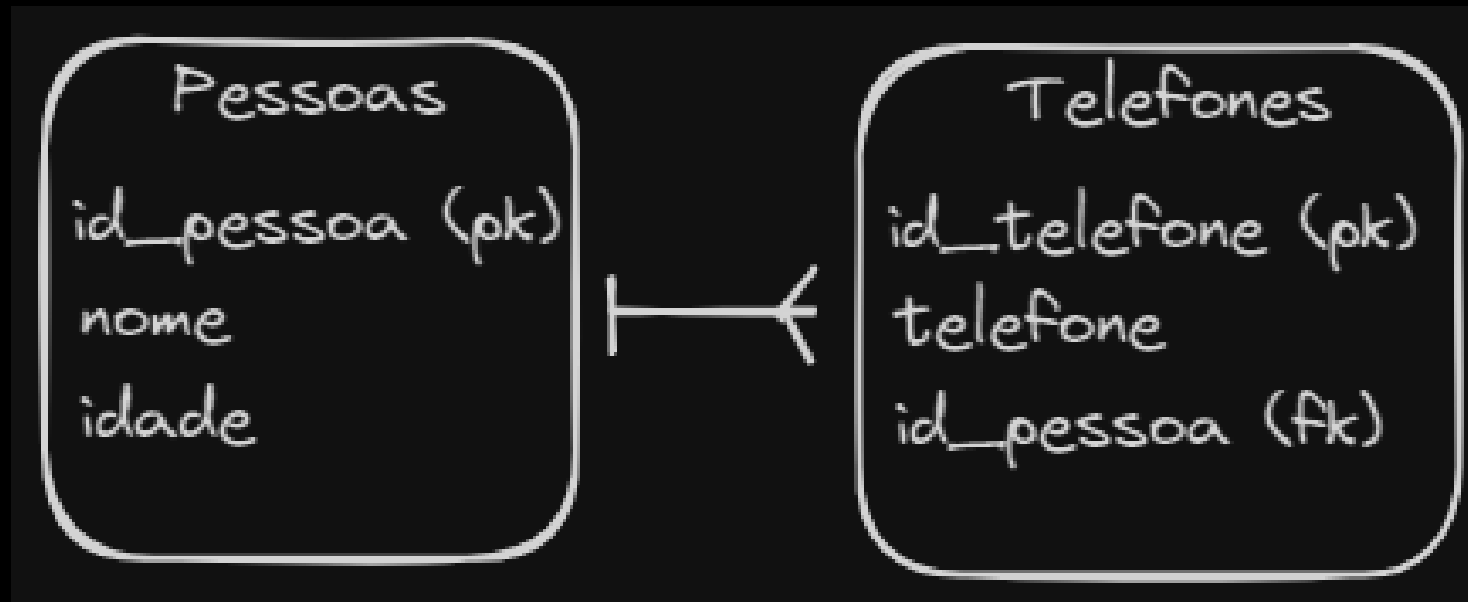 Pessoas
id_pessoa (pk)
nome
idade
Telefones
id_telefone (pk)
telefone
id_pessoa (fk)